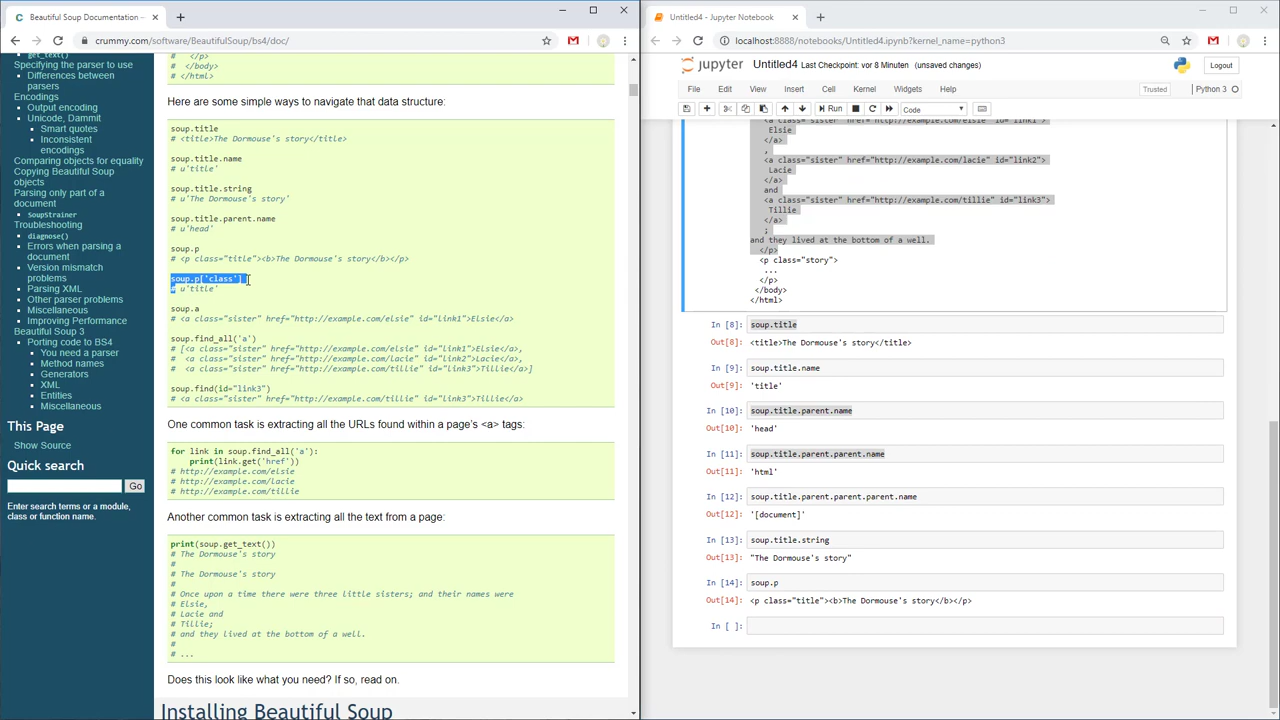 Beautiful Soup Documentation —
crummy.com/software/BeautifulSoup/bs4/doc/
get_text()
Specifying the parser to use
Differences between
parsers
Encodings
Output encoding
Unicode, Dammit
Smart quotes
Inconsistent
encodings
Comparing objects for equality
Copying Beautiful Soup
objects
Parsing only part of a
document
SoupStrainer
Troubleshooting
diagnose()
Errors when parsing a
document
Version mismatch
problems
Parsing XML
Other parser problems
Miscellaneous
Improving Performance
Beautiful Soup 3
Porting code to BS4
You need a parser
Method names
Generators
XML
Entities
Miscellaneous
This Page
Show Source
Quick search
Go
Enter search terms or a module,
class or function name.
#   </p>
#  </body>
# </html>
Here are some simple ways to navigate that data structure:
soup.title
# <title>The Dormouse's story</title>
soup.title.name
# u'title'
soup.title.string
# u'The Dormouse's story'
soup.title.parent.name
# u'head'
soup.p
# <p class="title"><b>The Dormouse's story</b></p>
soup.p['class']
# u'title'
soup.a
# <a class="sister" href="http://example.com/elsie" id="link1">Elsie</a>
soup.find_all('a')
# [<a class="sister" href="http://example.com/elsie" id="link1">Elsie</a>,
#  <a class="sister" href="http://example.com/lacie" id="link2">Lacie</a>,
#  <a class="sister" href="http://example.com/tillie" id="link3">Tillie</a>]
soup.find(id="link3")
# <a class="sister" href="http://example.com/tillie" id="link3">Tillie</a>
One common task is extracting all the URLs found within a page's <a> tags:
for link in soup.find_all('a'):
    print(link.get('href'))
# http://example.com/elsie
# http://example.com/lacie
# http://example.com/tillie
Another common task is extracting all the text from a page:
print(soup.get_text())
# The Dormouse's story
#
# The Dormouse's story
#
# Once upon a time there were three little sisters; and their names were
# Elsie,
# Lacie and
# Tillie;
# and they lived at the bottom of a well.
#
# ...
Does this look like what you need? If so, read on.
Installing Beautiful Soup
Untitled4 - Jupyter Notebook
localhost:8888/notebooks/Untitled4.ipynb?kernel_name=python3
jupyter Untitled4 Last Checkpoint: vor 8 Minuten (unsaved changes)
Logout
File Edit View Insert Cell Kernel Widgets Help
Trusted
Python 3
Run
Code
<a class="sister" href="http://example.com/elsie" id="link1">
Elsie
</a>
,
<a class="sister" href="http://example.com/lacie" id="link2">
Lacie
</a>
and
<a class="sister" href="http://example.com/tillie" id="link3">
Tillie
</a>
;
and they lived at the bottom of a well.
</p>
<p class="story">
...
</p>
</body>
</html>
In [8]: soup.title
Out[8]: <title>The Dormouse's story</title>
In [9]: soup.title.name
Out[9]: 'title'
In [10]: soup.title.parent.name
Out[10]: 'head'
In [11]: soup.title.parent.parent.name
Out[11]: 'html'
In [12]: soup.title.parent.parent.parent.name
Out[12]: '[document]'
In [13]: soup.title.string
Out[13]: "The Dormouse's story"
In [14]: soup.p
Out[14]: <p class="title"><b>The Dormouse's story</b></p>
In [ ]: